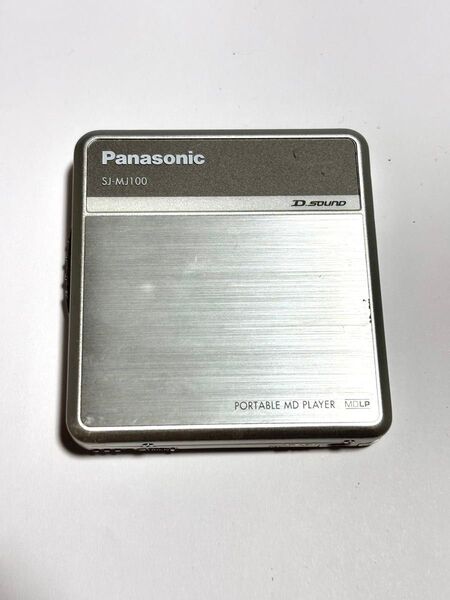 Panasonic
SJ-MJ100
D.SOUND
PORTABLE MD PLAYER MDLP